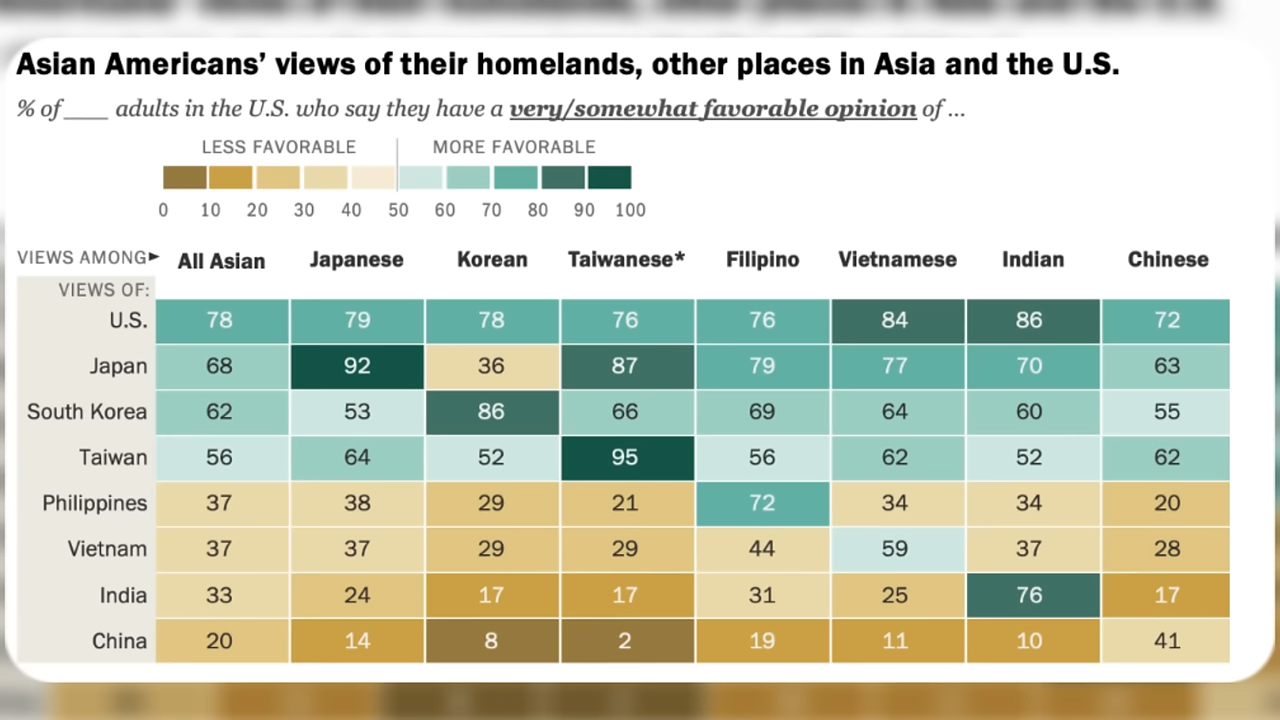 Asian Americans' views of their homelands, other places in Asia and the U.S.
% of ___ adults in the U.S. who say they have a very/somewhat favorable opinion of ...
LESS FAVORABLE MORE FAVORABLE
0 10 20 30 40 50 60 70 80 90 100
VIEWS AMONG► All Asian Japanese Korean Taiwanese* Filipino Vietnamese Indian Chinese
VIEWS OF:
U.S. 78 79 78 76 76 84 86 72
Japan 68 92 36 87 79 77 70 63
South Korea 62 53 86 66 69 64 60 55
Taiwan 56 64 52 95 56 62 52 62
Philippines 37 38 29 21 72 34 34 20
Vietnam 37 37 29 29 44 59 37 28
India 33 24 17 17 31 25 76 17
China 20 14 8 2 19 11 10 41